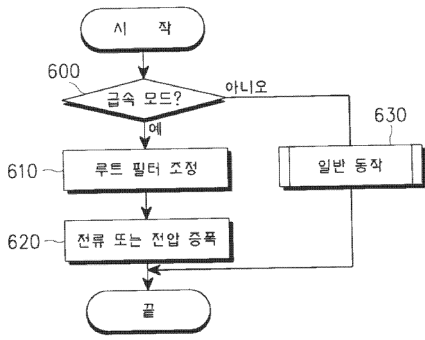 시 작
600
급속 모드?
아니오
예
630
610
루트 필터 조정
일반 동작
620
전류 또는 전압 증폭
끝